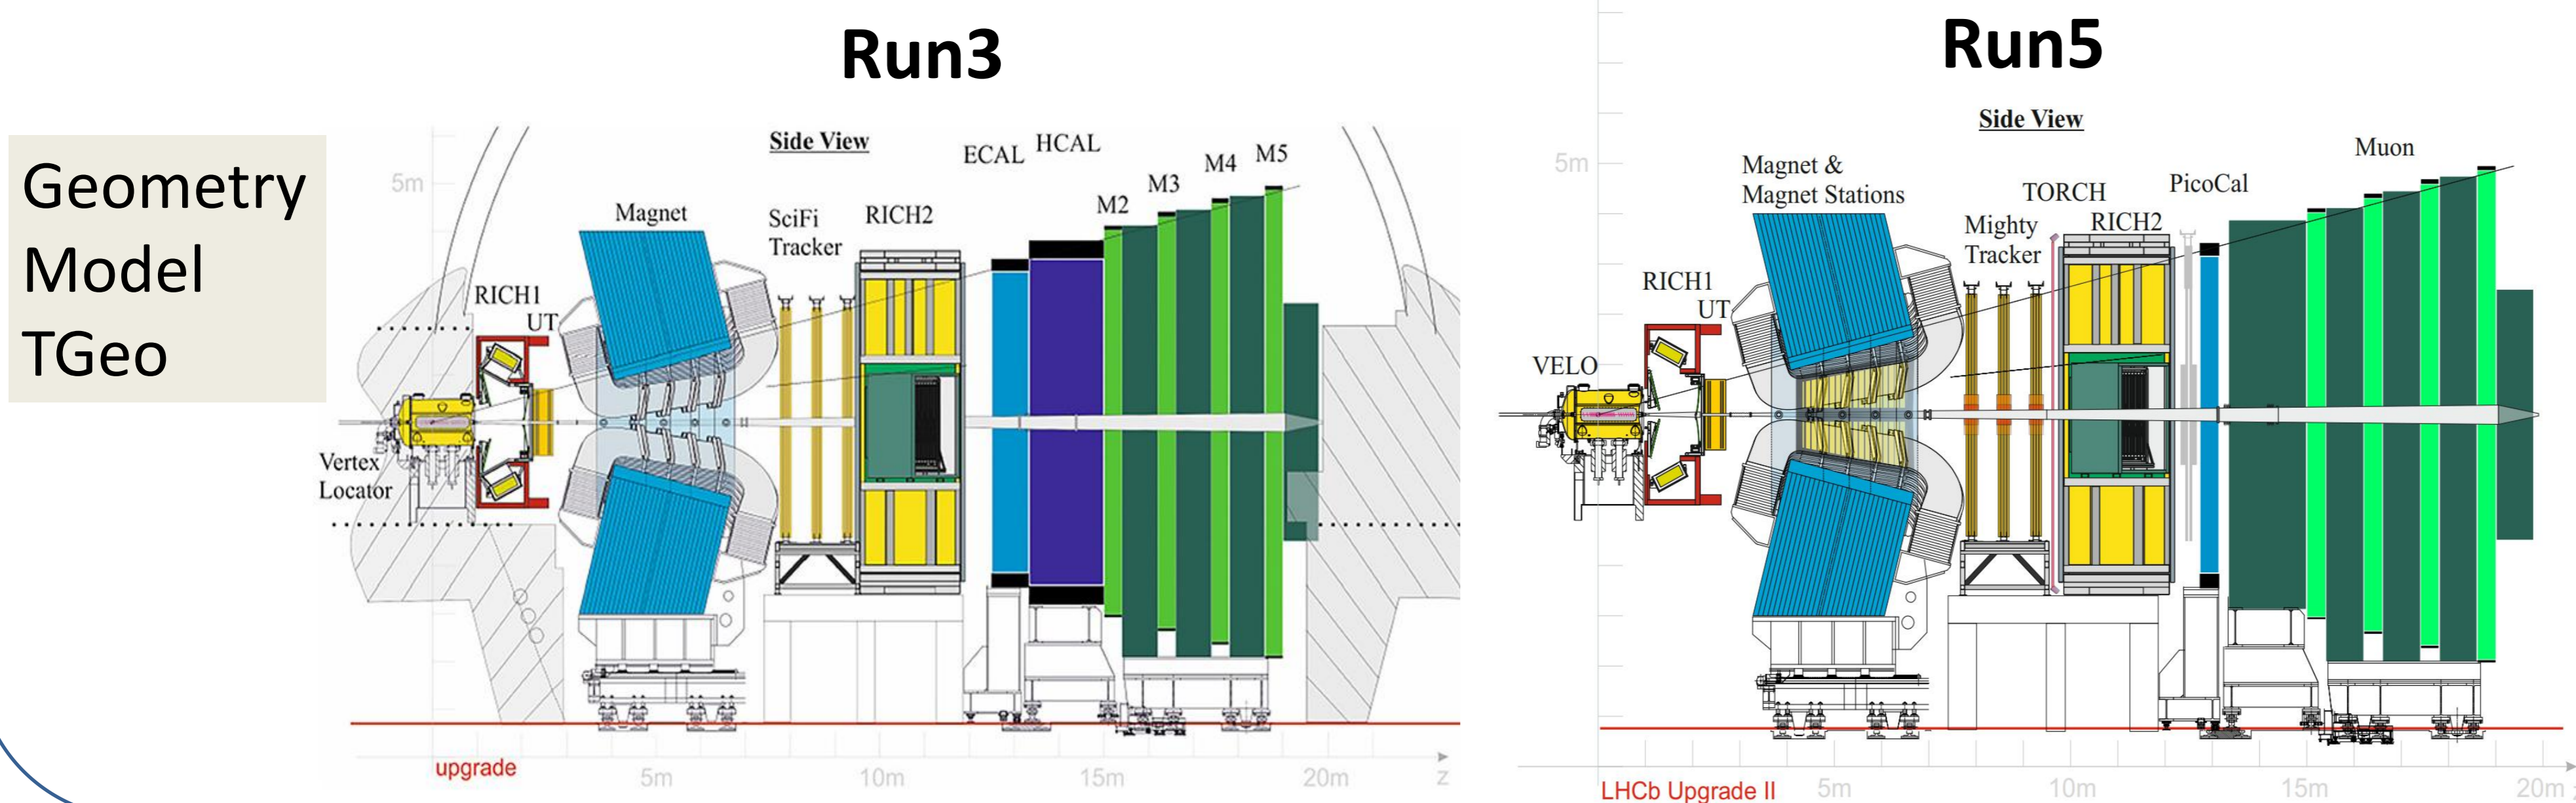 Run3
Geometry
Model
TGeo
Side View
ECAL
HCAL
M2
M3
M4
M5
5m
Magnet
SciFi
Tracker
RICH2
RICH1
UT
Vertex
Locator
upgrade
5m
10m
15m
20m
z
Run5
Side View
5m
Magnet &
Magnet Stations
Muon
TORCH
PicoCal
Mighty
Tracker
RICH2
RICH1
UT
VELO
LHCb Upgrade II
5m
10m
15m
20m